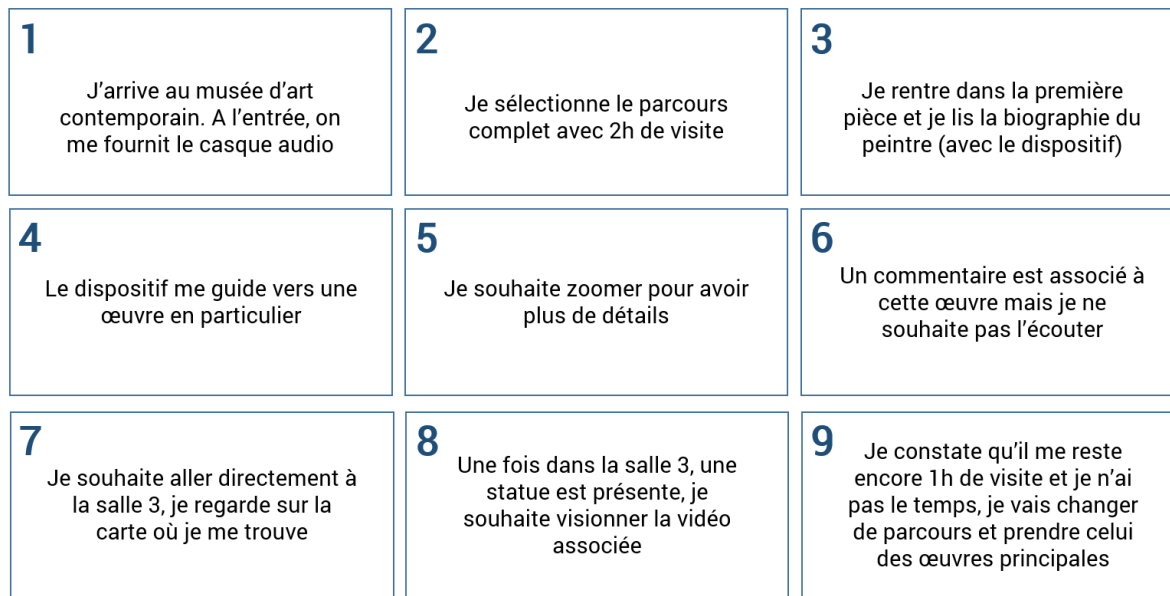 1
J’arrive au musée d’art
contemporain. A l’entrée, on
me fournit le casque audio
2
Je sélectionne le parcours
complet avec 2h de visite
3
Je rentre dans la première
pièce et je lis la biographie du
peintre (avec le dispositif)
4
Le dispositif me guide vers une
œuvre en particulier
5
Je souhaite zoomer pour avoir
plus de détails
6
Un commentaire est associé à
cette œuvre mais je ne
souhaite pas l’écouter
7
Je souhaite aller directement à
la salle 3, je regarde sur la
carte où je me trouve
8
Une fois dans la salle 3, une
statue est présente, je
souhaite visionner la vidéo
associée
9
Je constate qu’il me reste
encore 1h de visite et je n’ai
pas le temps, je vais changer
de parcours et prendre celui
des œuvres principales